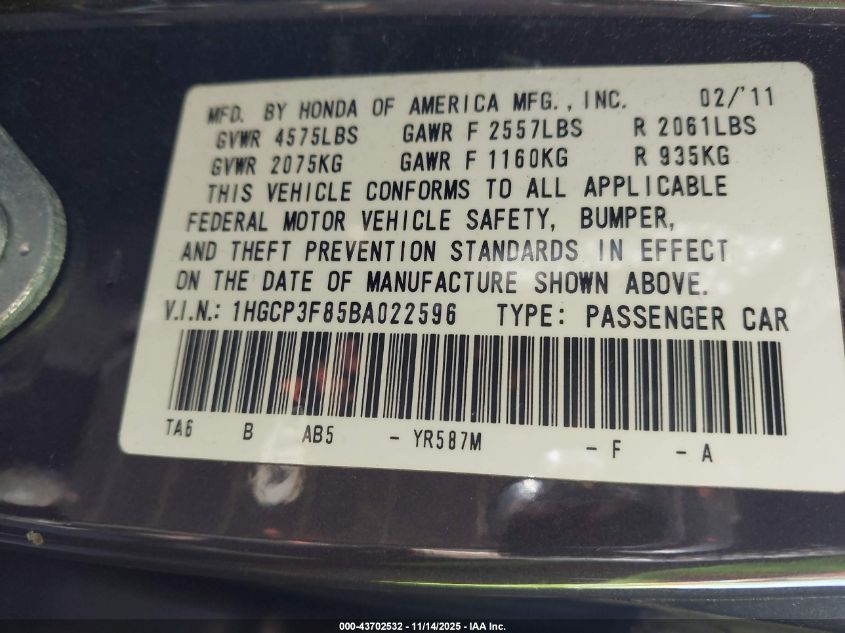 MFD. BY HONDA OF AMERICA MFG., INC. 02/'11
GVWR 4575LBS GAWR F 2557LBS R 2061LBS
GVWR 2075KG GAWR F 1160KG R 935KG
THIS VEHICLE CONFORMS TO ALL APPLICABLE
FEDERAL MOTOR VEHICLE SAFETY, BUMPER,
AND THEFT PREVENTION STANDARDS IN EFFECT
ON THE DATE OF MANUFACTURE SHOWN ABOVE.
V.I.N.: 1HGCP3F85BA022596 TYPE: PASSENGER CAR
TA6 B AB5 - YR587M - F - A
000-43702532 - 11/14/2025 - IAA Inc.